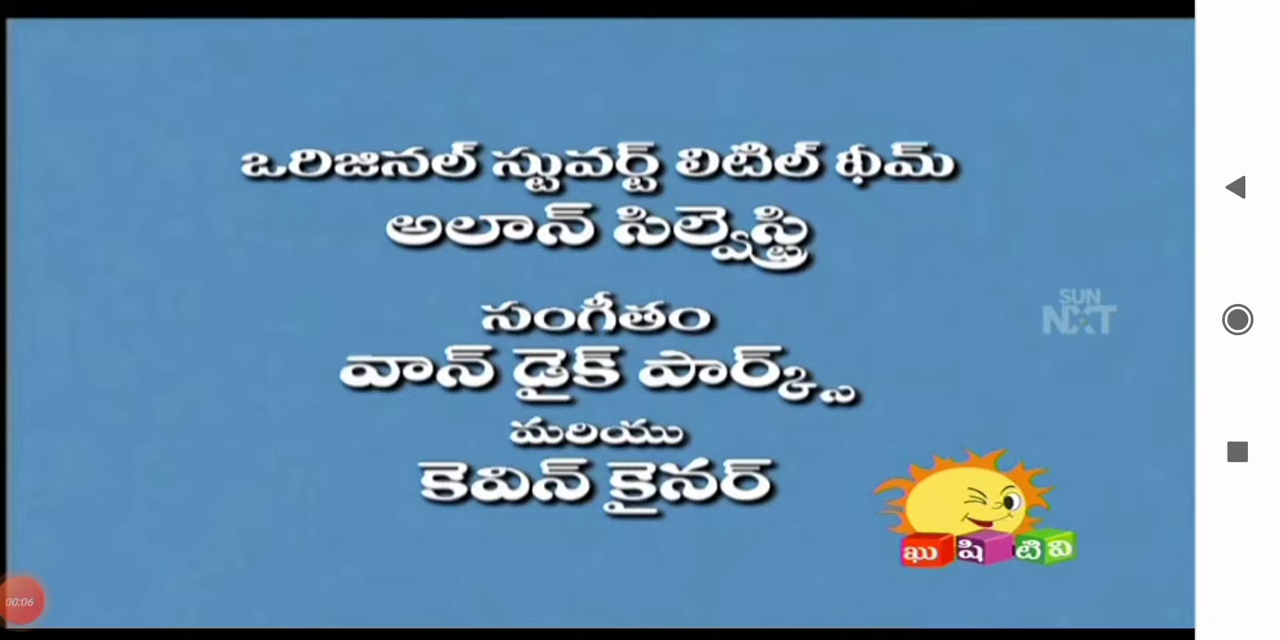 ఒరిజినల్ స్టువర్ట్ లిటిల్ థీమ్
అలాన్ సిల్వెస్ట్రి
సంగీతం
వాన్ డైక్ పార్క్స్
మరియు
కెవిన్ కైనర్
SUN
NXT
ఖుషి టివి
00:06